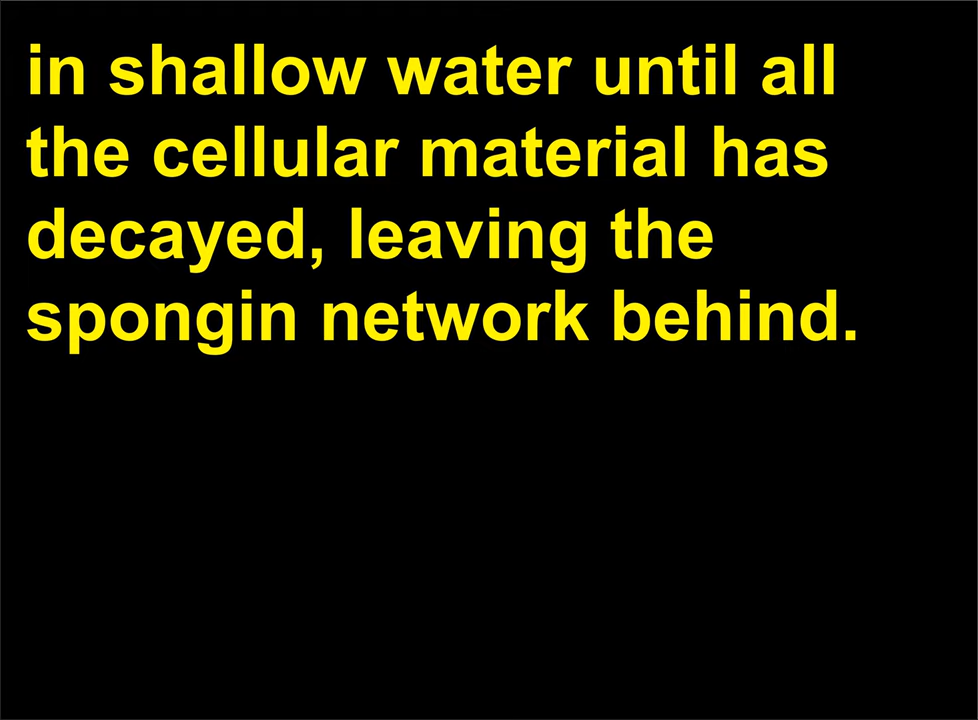 in shallow water until all
the cellular material has
decayed, leaving the
spongin network behind.